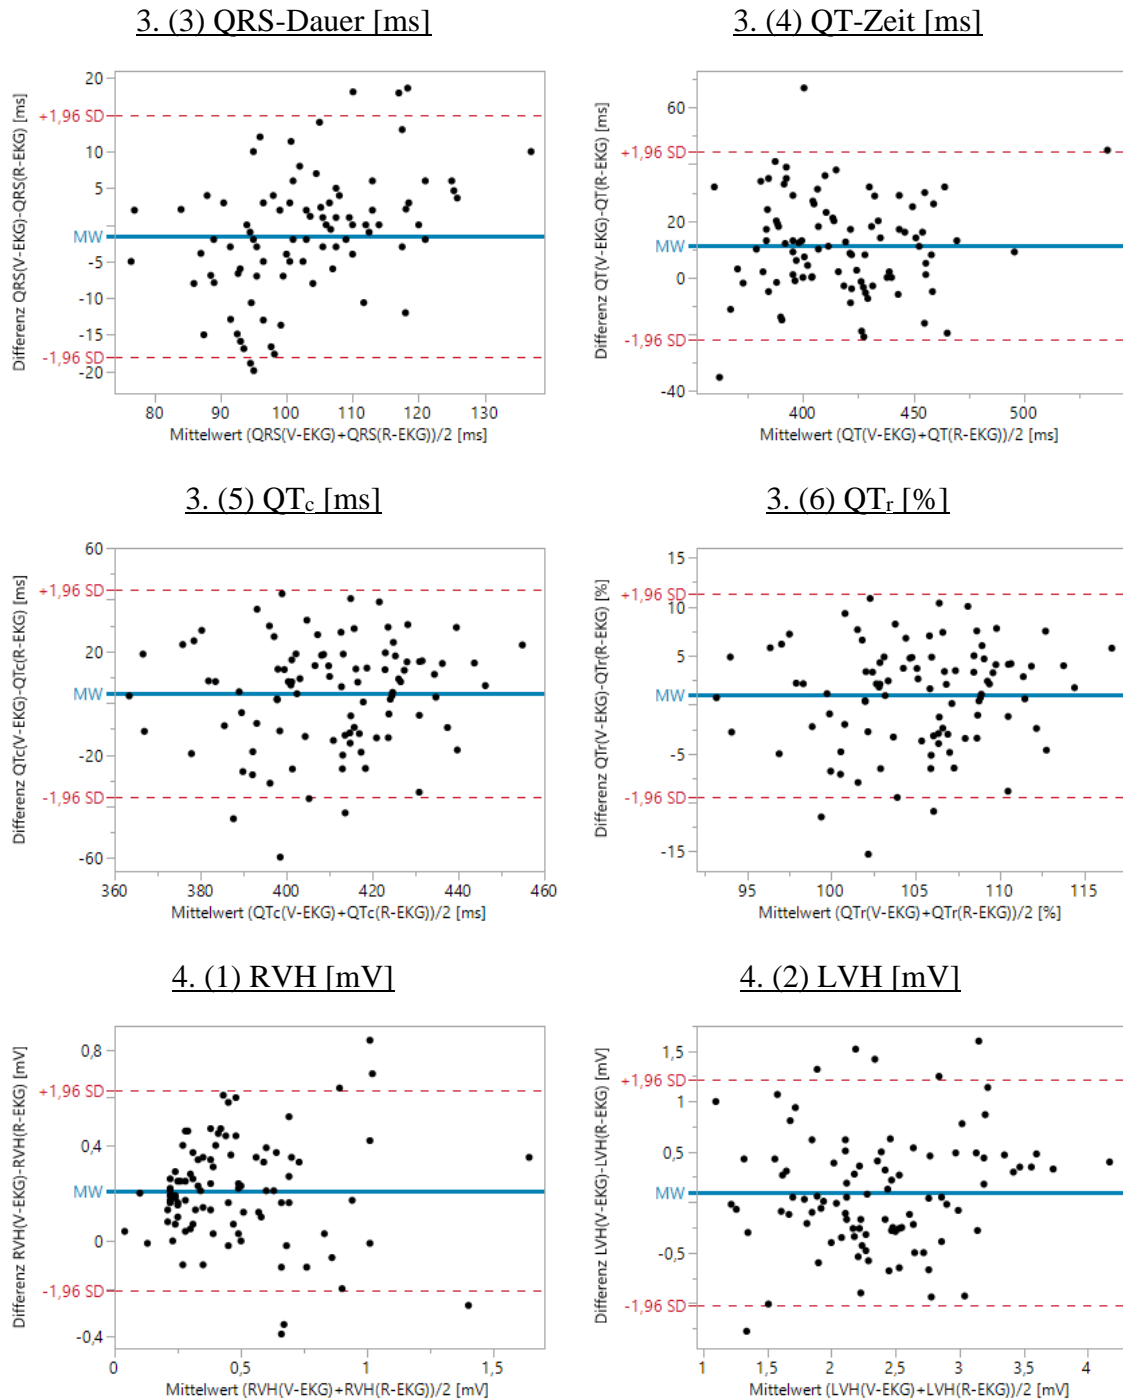 3. (3) QRS-Dauer [ms]
Differenz QRS(V-EKG)-QRS(R-EKG) [ms]
20
+1,96 SD
10
5
MW
-5
-10
-15
-1,96 SD
-20
80 90 100 110 120 130
Mittelwert (QRS(V-EKG)+QRS(R-EKG))/2 [ms]
3. (4) QT-Zeit [ms]
Differenz QT(V-EKG)-QT(R-EKG) [ms]
60
+1,96 SD
20
MW
0
-1,96 SD
-40
400 450 500
Mittelwert (QT(V-EKG)+QT(R-EKG))/2 [ms]
3. (5) QTc [ms]
Differenz QTc(V-EKG)-QTc(R-EKG) [ms]
60
+1,96 SD
20
MW
-20
-1,96 SD
-60
360 380 400 420 440 460
Mittelwert (QTc(V-EKG)+QTc(R-EKG))/2 [ms]
3. (6) QTr [%]
Differenz QTr(V-EKG)-QTr(R-EKG) [%]
15
+1,96 SD
10
5
MW
-5
-1,96 SD
-15
95 100 105 110 115
Mittelwert (QTr(V-EKG)+QTr(R-EKG))/2 [%]
4. (1) RVH [mV]
Differenz RVH(V-EKG)-RVH(R-EKG) [mV]
0,8
+1,96 SD
0,4
MW
0
-1,96 SD
-0,4
0 0,5 1 1,5
Mittelwert (RVH(V-EKG)+RVH(R-EKG))/2 [mV]
4. (2) LVH [mV]
Differenz LVH(V-EKG)-LVH(R-EKG) [mV]
1,5
+1,96 SD
1
0,5
MW
-0,5
-1,96 SD
1 1,5 2 2,5 3 3,5 4
Mittelwert (LVH(V-EKG)+LVH(R-EKG))/2 [mV]